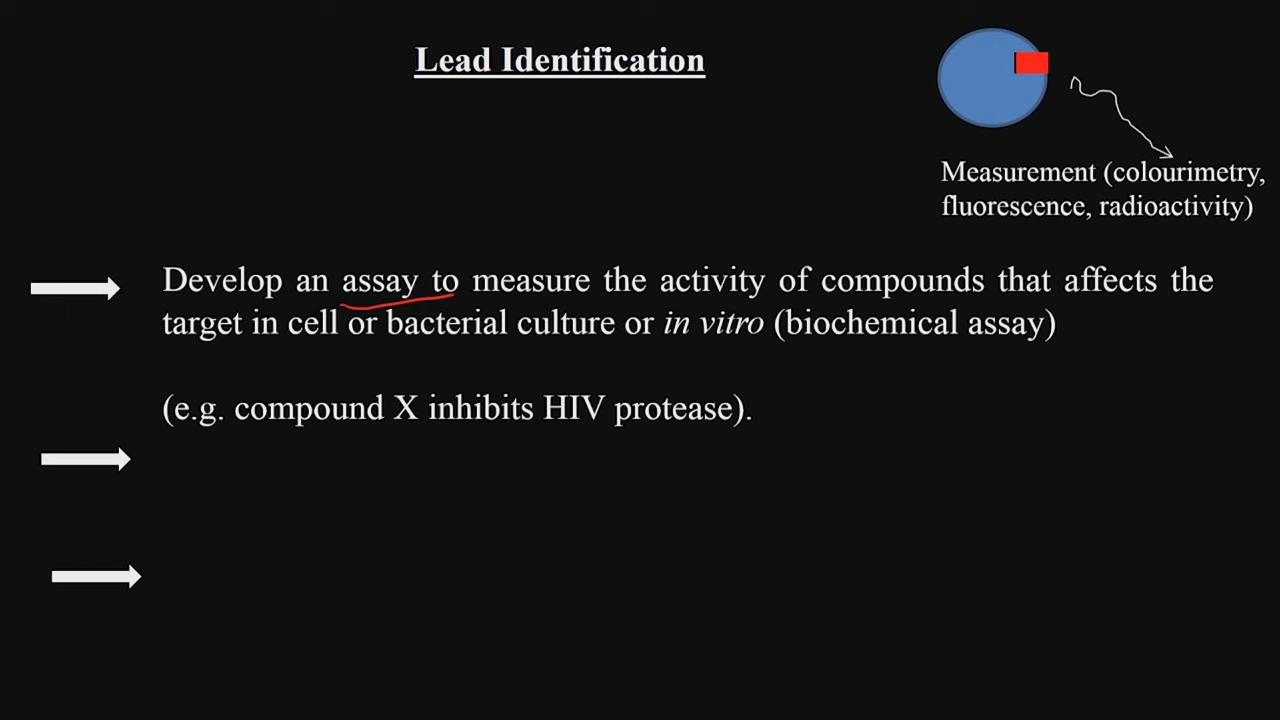 Lead Identification
Measurement (colourimetry,
fluorescence, radioactivity)
Develop an assay to measure the activity of compounds that affects the
target in cell or bacterial culture or in vitro (biochemical assay)
(e.g. compound X inhibits HIV protease).